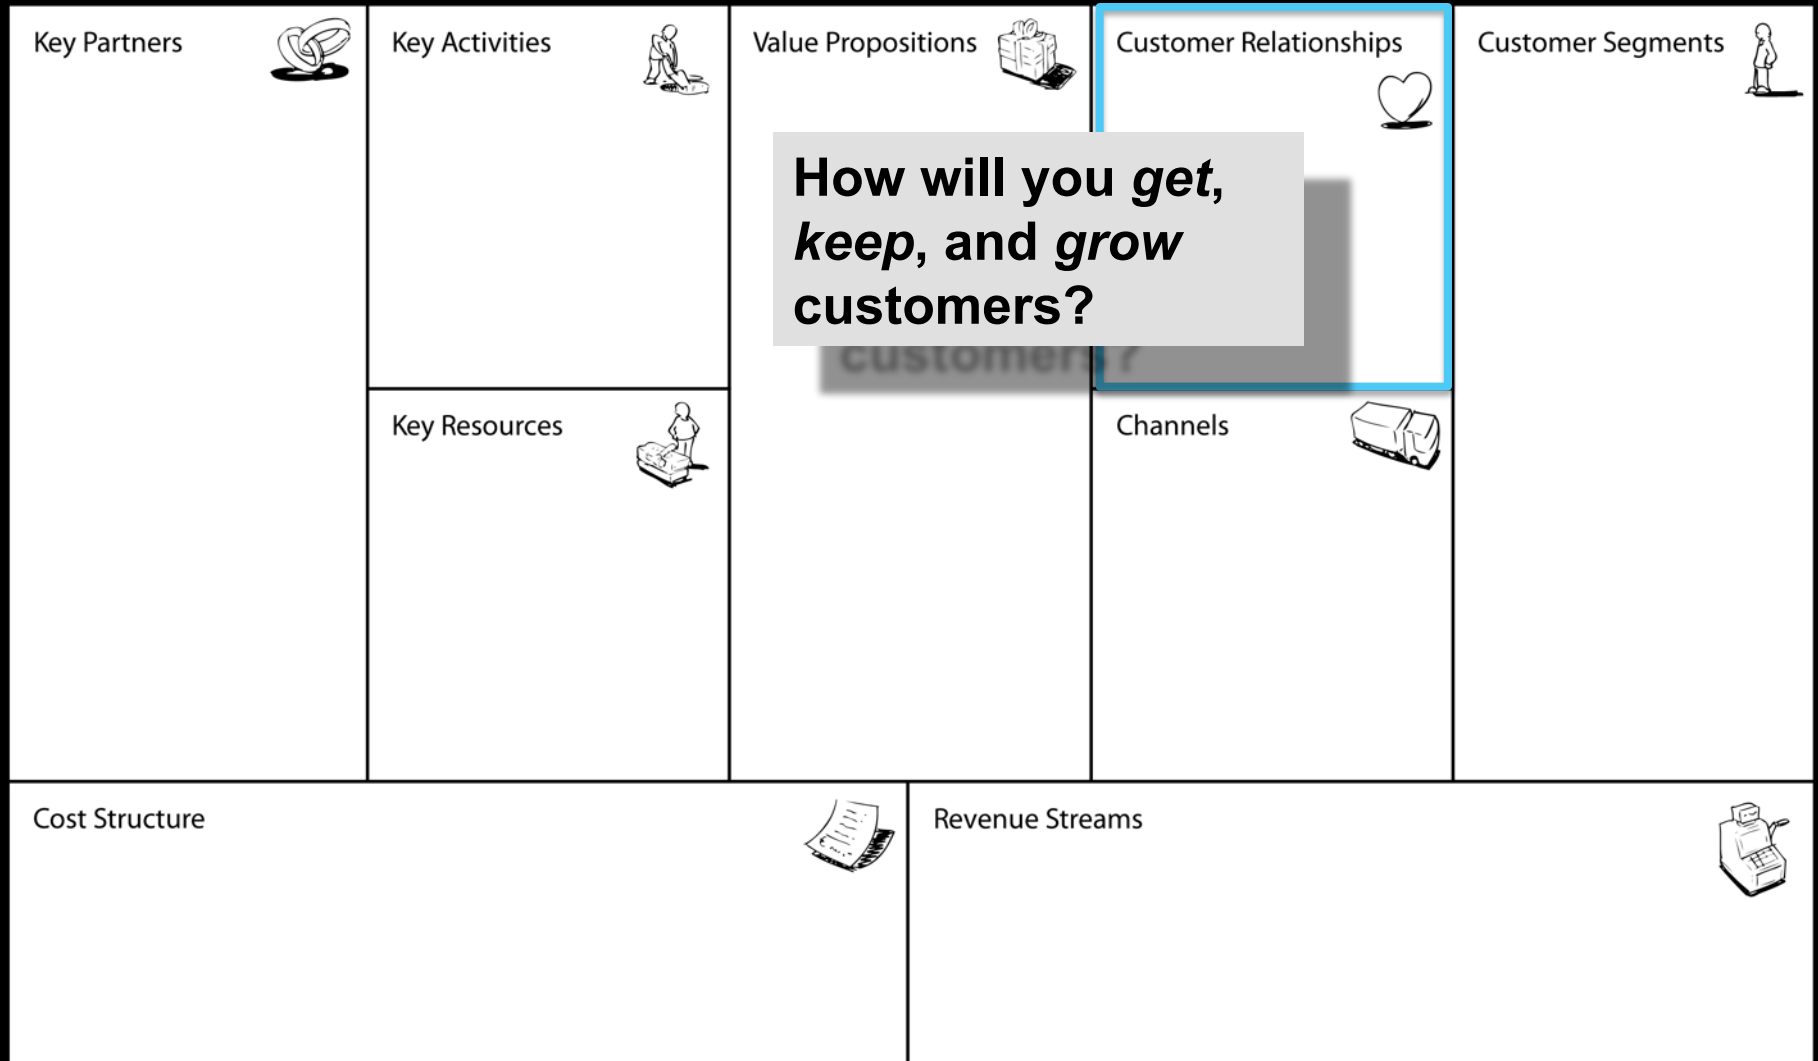 Key Partners
Key Activities
Value Propositions
Customer Relationships
Customer Segments
How will you get,
keep, and grow
customers?
Key Resources
Channels
Cost Structure
Revenue Streams